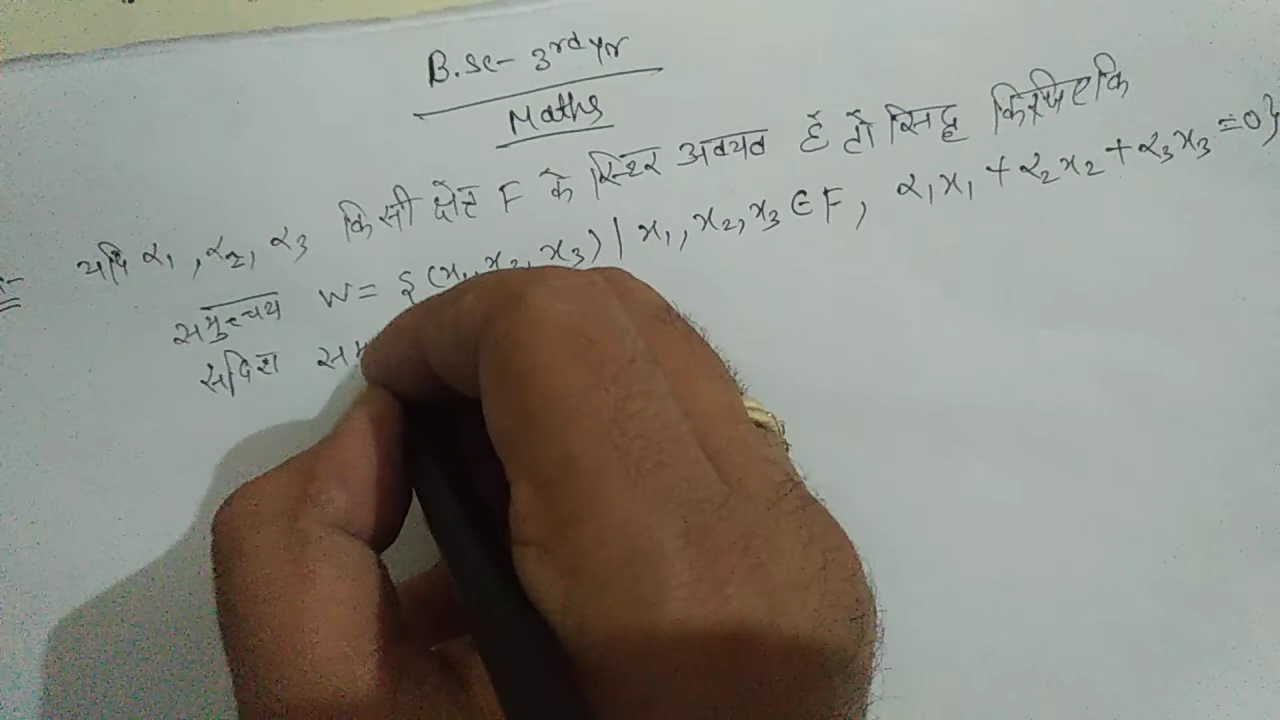 B.Sc- 3rd yr
Maths
यदि α1, α2, α3 किसी क्षेत्र F के स्थिर अवयव हैं तो सिद्ध किजिए कि
समुच्चय W = {(x1, x2, x3) | x1, x2, x3 ∈ F, α1x1 + α2x2 + α3x3 = 0}
सदिश